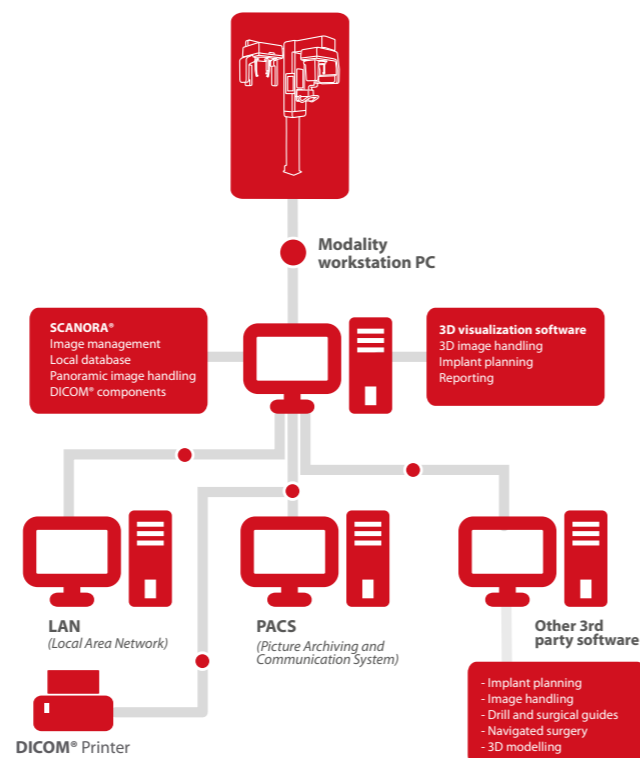 Modality
workstation PC
SCANORA®
Image management
Local database
Panoramic image handling
DICOM® components
3D visualization software
3D image handling
Implant planning
Reporting
LAN
(Local Area Network)
PACS
(Picture Archiving and
Communication System)
Other 3rd
party software
- Implant planning
- Image handling
- Drill and surgical guides
- Navigated surgery
- 3D modelling
DICOM® Printer